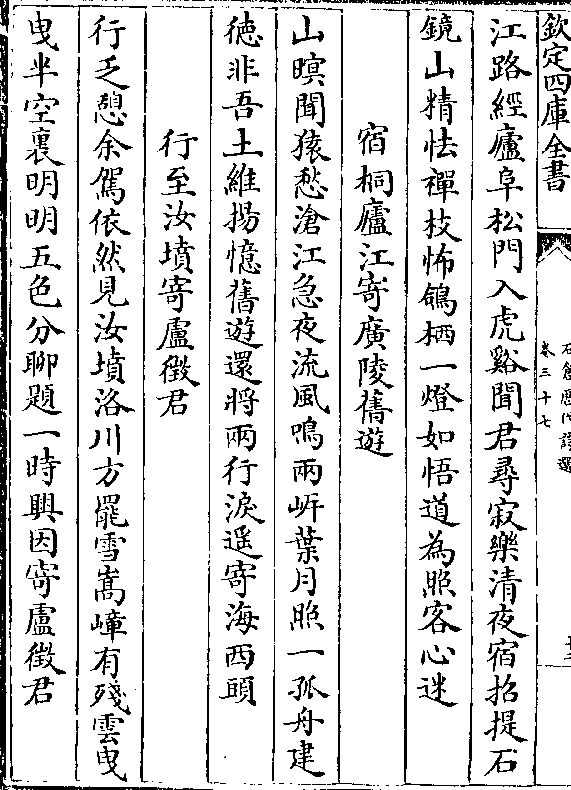 欽定四庫全書
石倉歷代詩選
卷三十七
江路經廬阜松門入虎谿聞君尋寂樂清夜宿招提石
鏡山精怯禪枝怖鴿栖一燈如悟道為照客心迷
宿桐廬江寄廣陵舊遊
山暝聞猿愁滄江急夜流風鳴兩岍葉月照一孤舟建
徳非吾土維揚憶舊遊還將兩行淚遥寄海西頭
行至汝墳寄盧徵君
行乏憩余駕依然見汝墳洛川方罷雪嵩嶂有殘雲曳
曳半空裏明明五色分聊題一時興因寄盧徵君